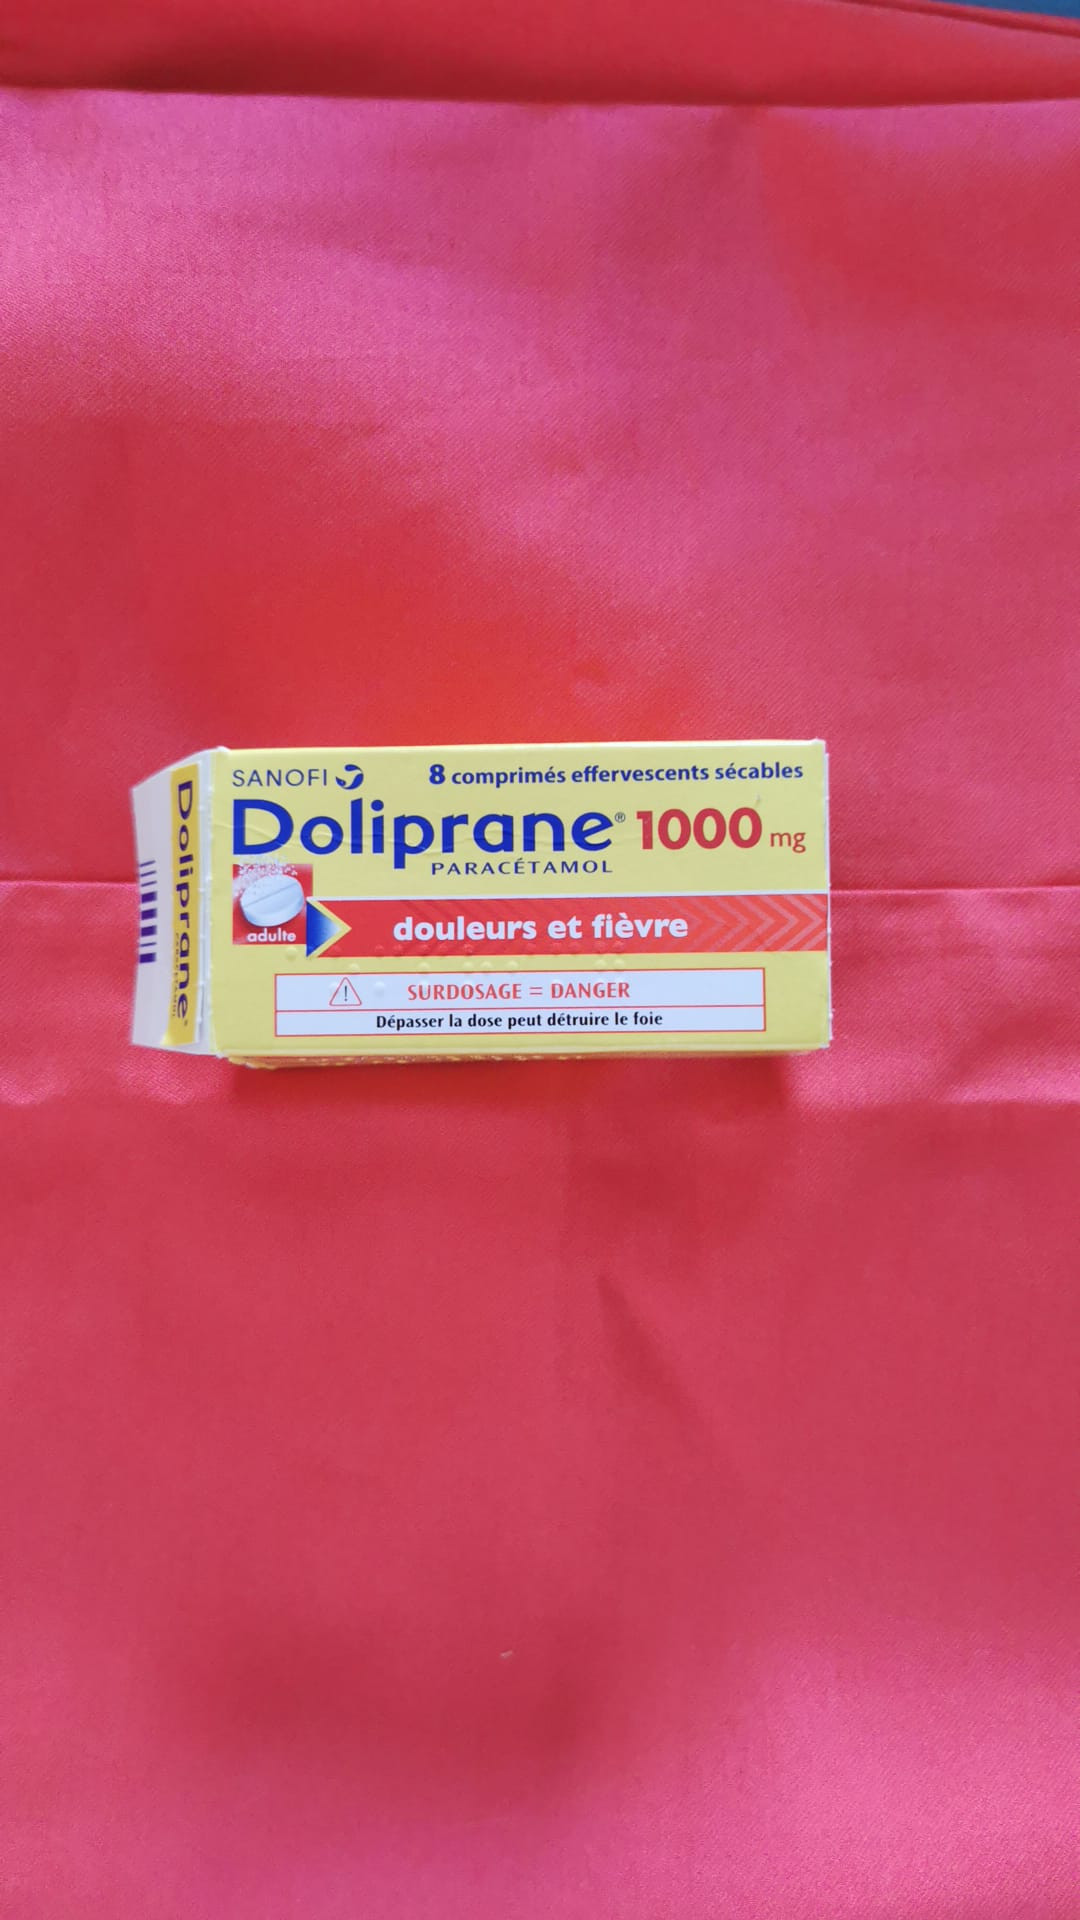 SANOFI
8 comprimés effervescents sécables
Doliprane® 1000 mg
PARACÉTAMOL
adulte
douleurs et fièvre
SURDOSAGE = DANGER
Dépasser la dose peut détruire le foie
Doliprane®
PARACÉTAMOL